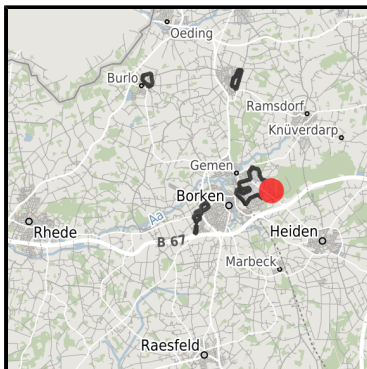 Oeding
Burlo
Ramsdorf
Knüverdarp
Gemen
Borken
Aa
Rhede
B 67
Heiden
Marbeck
Raesfeld